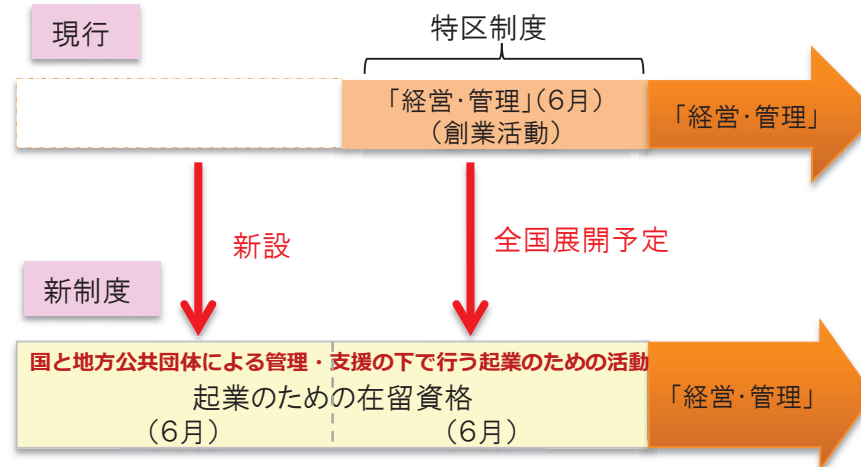 現行
特区制度
「経営・管理」(6月)
(創業活動)
「経営・管理」
新設
全国展開予定
新制度
国と地方公共団体による管理・支援の下で行う起業のための活動
起業のための在留資格
(6月)
(6月)
「経営・管理」